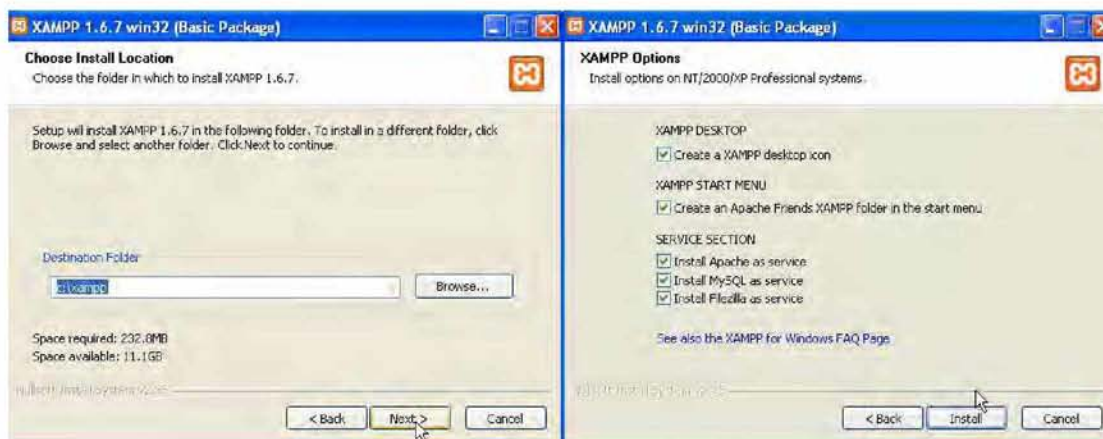 XAMPP 1.6.7 win32 (Basic Package)
Choose Install Location
Choose the folder in which to install XAMPP 1.6.7.
Setup will install XAMPP 1.6.7 in the following folder. To install in a different folder, click
Browse and select another folder. Click Next to continue.
Destination Folder
c:\xampp
Browse...
Space required: 232.8MB
Space available: 11.1GB
< Back
Next >
Cancel
XAMPP 1.6.7 win32 (Basic Package)
XAMPP Options
Install options on NT/2000/XP Professional systems.
XAMPP DESKTOP
Create a XAMPP desktop icon
XAMPP START MENU
Create an Apache Friends XAMPP folder in the start menu
SERVICE SECTION
Install Apache as service
Install MySQL as service
Install Filezilla as service
See also the XAMPP for Windows FAQ Page
< Back
Install
Cancel